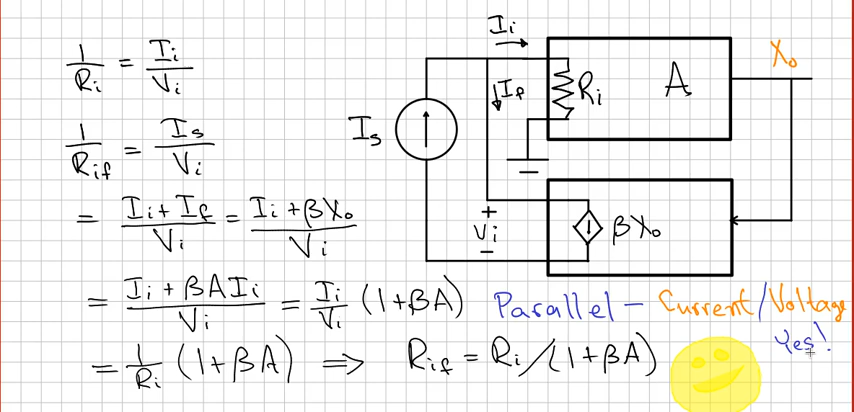 1/Ri = Ii/Vi
1/Rif = Is/Vi
= (Ii + If)/Vi = (Ii + βXo)/Vi
= (Ii + βAIi)/Vi = Ii/Vi (1+βA)
= 1/Ri (1+βA) ⟹ Rif = Ri/(1+βA)
Ii
If
Is
Ri
A
Xo
+
Vi
−
βXo
Parallel – Current/Voltage
Yes!